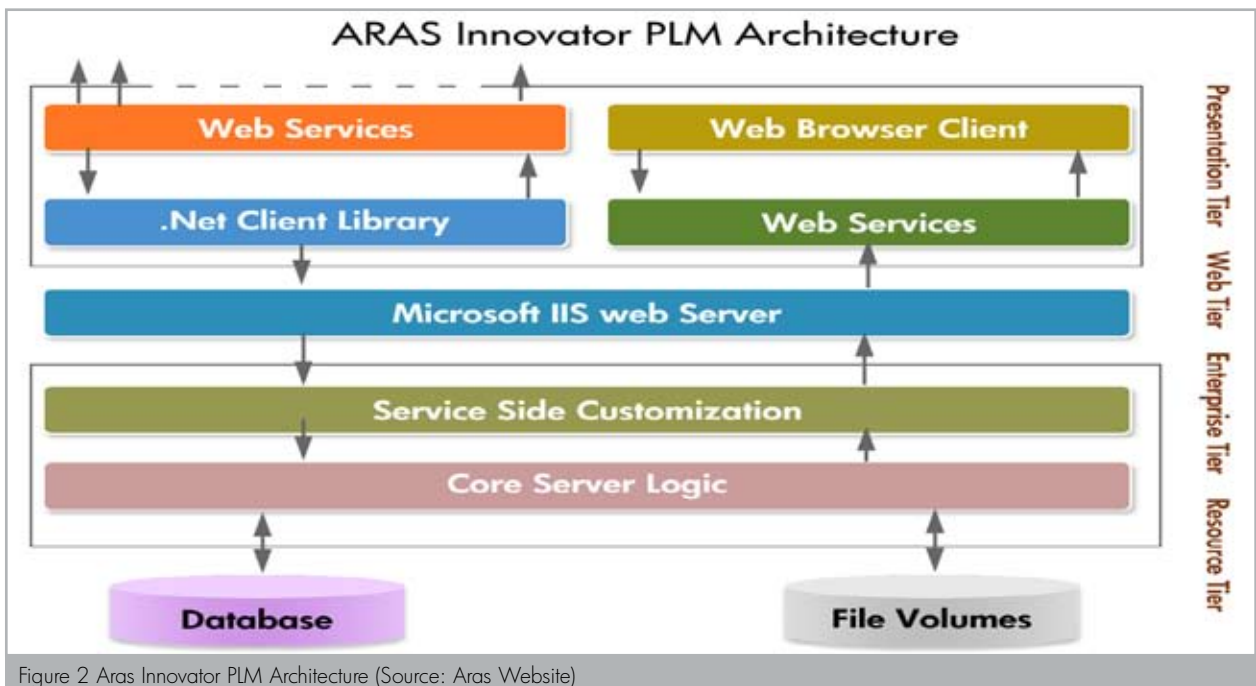 ARAS Innovator PLM Architecture
Web Services
Web Browser Client
.Net Client Library
Web Services
Microsoft IIS web Server
Service Side Customization
Core Server Logic
Database
File Volumes
Presentation Tier
Web Tier
Enterprise Tier
Resource Tier
Figure 2 Aras Innovator PLM Architecture (Source: Aras Website)